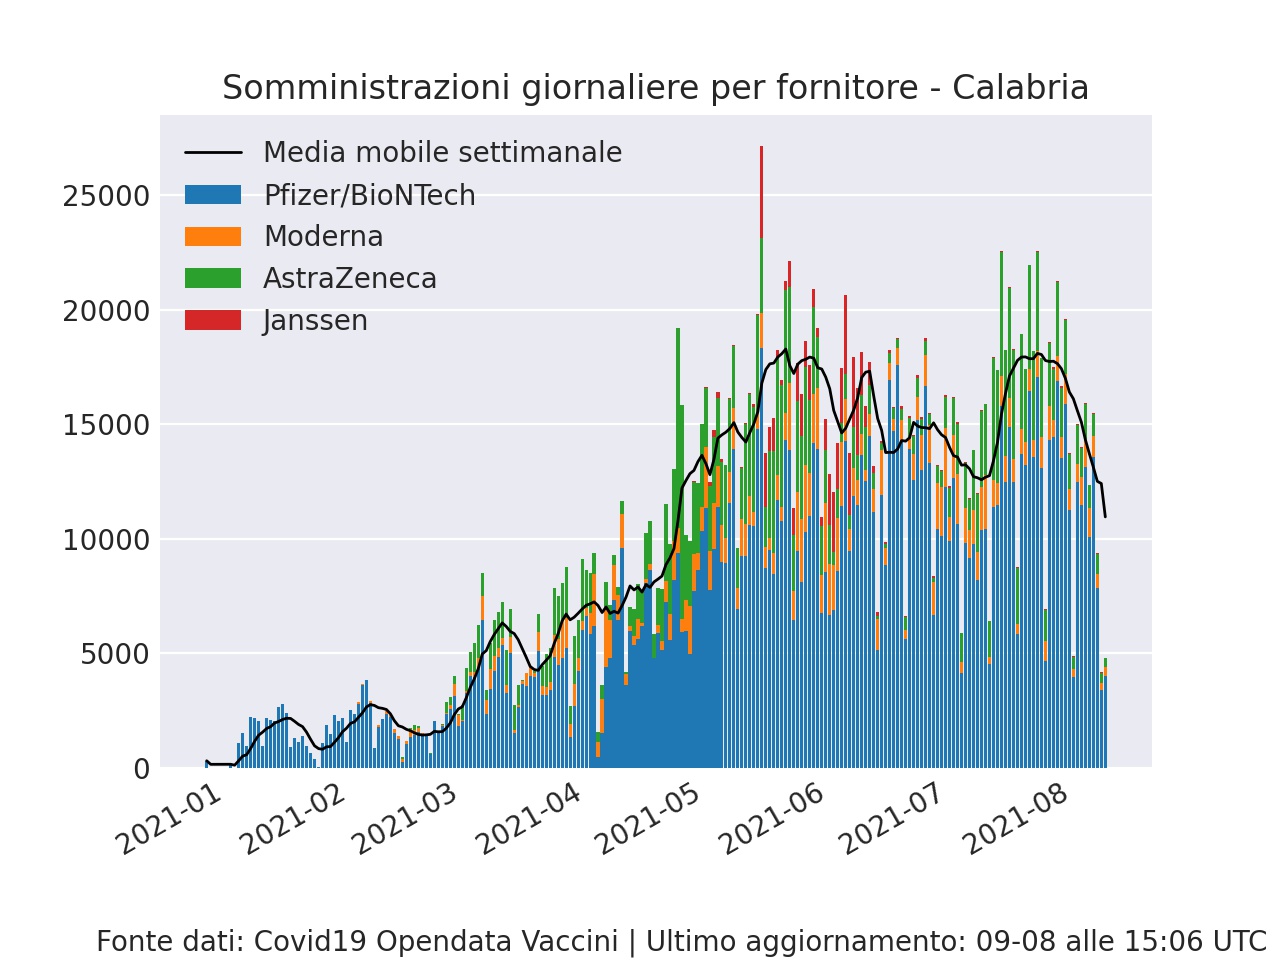 Somministrazioni giornaliere per fornitore - Calabria
Media mobile settimanale
Pfizer/BioNTech
Moderna
AstraZeneca
Janssen
25000
20000
15000
10000
5000
0
2021-01
2021-02
2021-03
2021-04
2021-05
2021-06
2021-07
2021-08
Fonte dati: Covid19 Opendata Vaccini | Ultimo aggiornamento: 09-08 alle 15:06 UTC